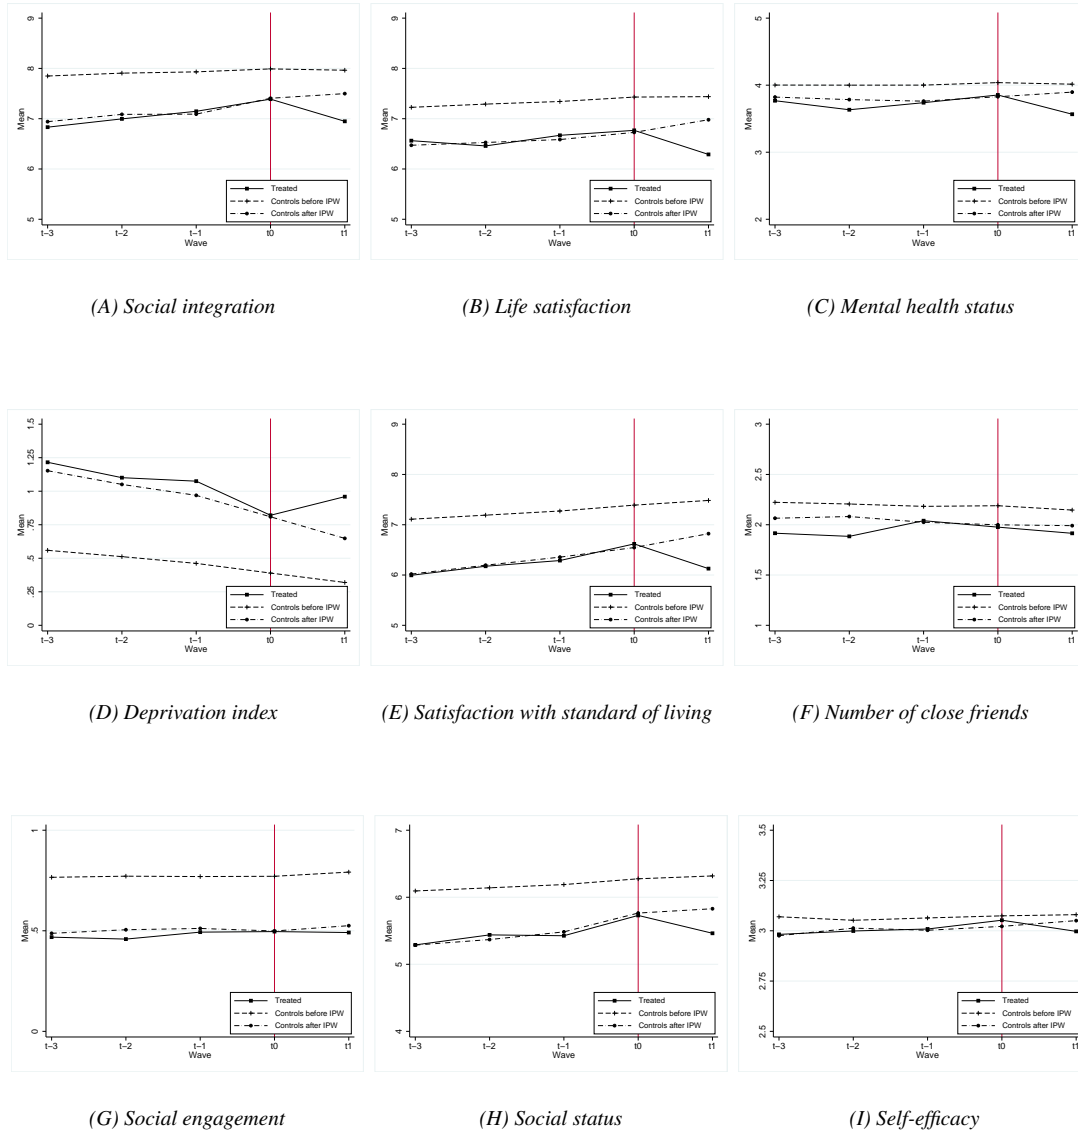 9
8
7
6
5
Mean
t−3 t−2 t−1 t0 t1
Wave
Treated
Controls before IPW
Controls after IPW
(A) Social integration
9
8
7
6
5
Mean
t−3 t−2 t−1 t0 t1
Wave
Treated
Controls before IPW
Controls after IPW
(B) Life satisfaction
5
4
3
2
Mean
t−3 t−2 t−1 t0 t1
Wave
Treated
Controls before IPW
Controls after IPW
(C) Mental health status
1.5
1.25
1
.75
.5
.25
0
Mean
t−3 t−2 t−1 t0 t1
Wave
Treated
Controls before IPW
Controls after IPW
(D) Deprivation index
9
8
7
6
5
Mean
t−3 t−2 t−1 t0 t1
Wave
Treated
Controls before IPW
Controls after IPW
(E) Satisfaction with standard of living
3
2.5
2
1.5
1
Mean
t−3 t−2 t−1 t0 t1
Wave
Treated
Controls before IPW
Controls after IPW
(F) Number of close friends
1
.5
0
Mean
t−3 t−2 t−1 t0 t1
Wave
Treated
Controls before IPW
Controls after IPW
(G) Social engagement
7
6
5
4
Mean
t−3 t−2 t−1 t0 t1
Wave
Treated
Controls before IPW
Controls after IPW
(H) Social status
3.5
3.25
3
2.75
2.5
Mean
t−3 t−2 t−1 t0 t1
Wave
Treated
Controls before IPW
Controls after IPW
(I) Self-efficacy